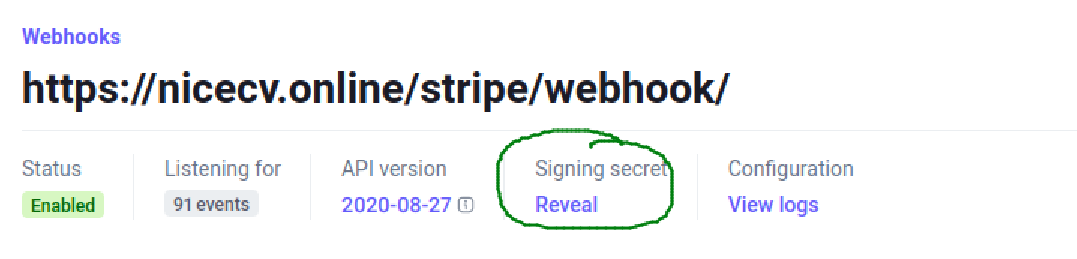 Webhooks
https://nicecv.online/stripe/webhook/
Status Listening for API version Signing secret Configuration
Enabled 91 events 2020-08-27 Reveal View logs